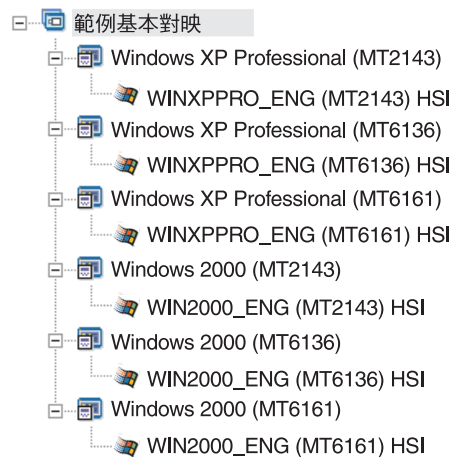 範例基本對映
Windows XP Professional (MT2143)
WINXPPRO_ENG (MT2143) HSI
Windows XP Professional (MT6136)
WINXPPRO_ENG (MT6136) HSI
Windows XP Professional (MT6161)
WINXPPRO_ENG (MT6161) HSI
Windows 2000 (MT2143)
WIN2000_ENG (MT2143) HSI
Windows 2000 (MT6136)
WIN2000_ENG (MT6136) HSI
Windows 2000 (MT6161)
WIN2000_ENG (MT6161) HSI